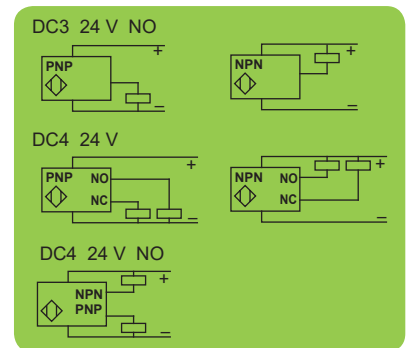 DC3 24 V NO
+
PNP
–
+
NPN
–
DC4 24 V
+
PNP NO
NC
–
+
NPN NO
NC
–
DC4 24 V NO
+
NPN
PNP
–